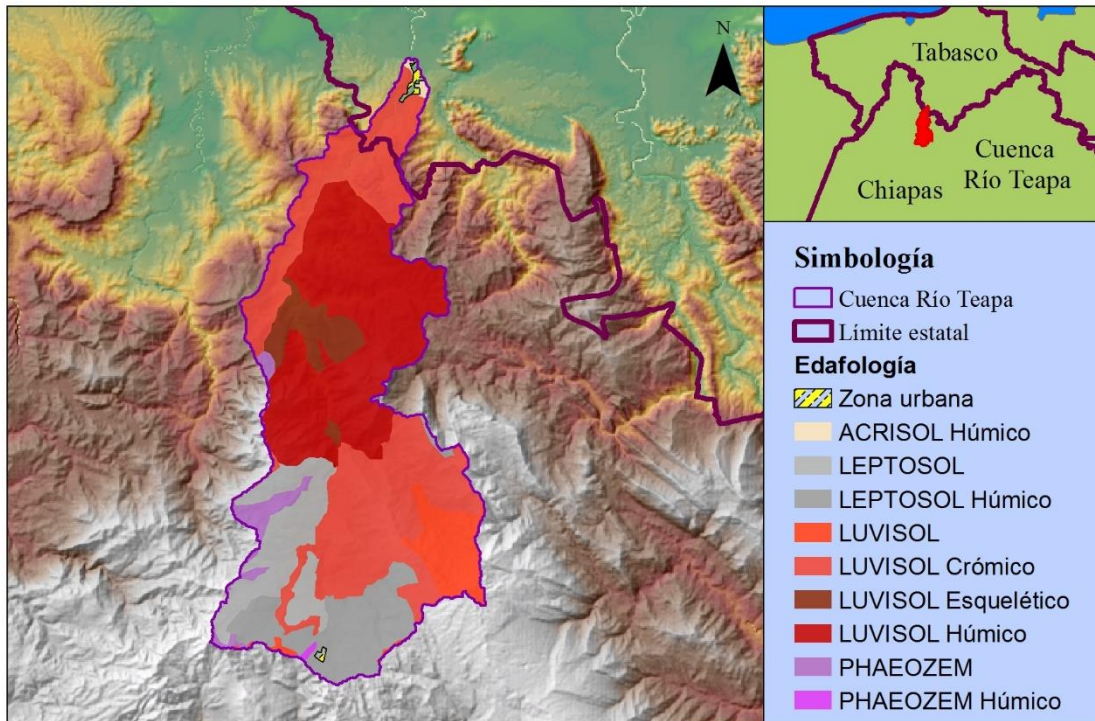 N
Tabasco
Cuenca
Río Teapa
Chiapas
Simbología
Cuenca Río Teapa
Límite estatal
Edafología
Zona urbana
ACRISOL Húmico
LEPTOSOL
LEPTOSOL Húmico
LUVISOL
LUVISOL Crómico
LUVISOL Esquelético
LUVISOL Húmico
PHAEOZEM
PHAEOZEM Húmico